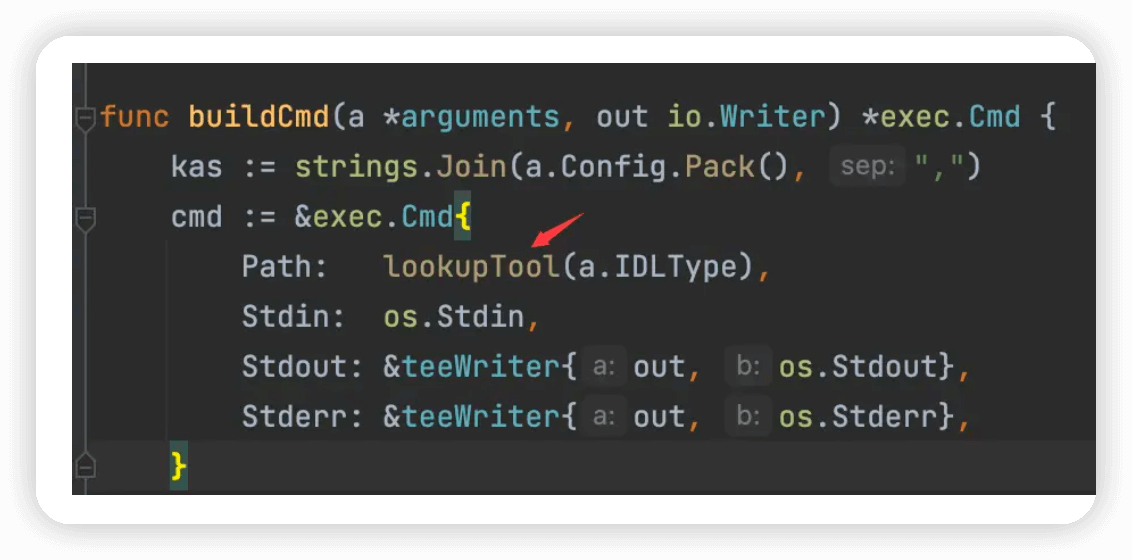 func buildCmd(a *arguments, out io.Writer) *exec.Cmd {
kas := strings.Join(a.Config.Pack(), sep: ",")
cmd := &exec.Cmd{
Path: lookupTool(a.IDLType),
Stdin: os.Stdin,
Stdout: &teeWriter{ a: out, b: os.Stdout},
Stderr: &teeWriter{ a: out, b: os.Stderr},
}